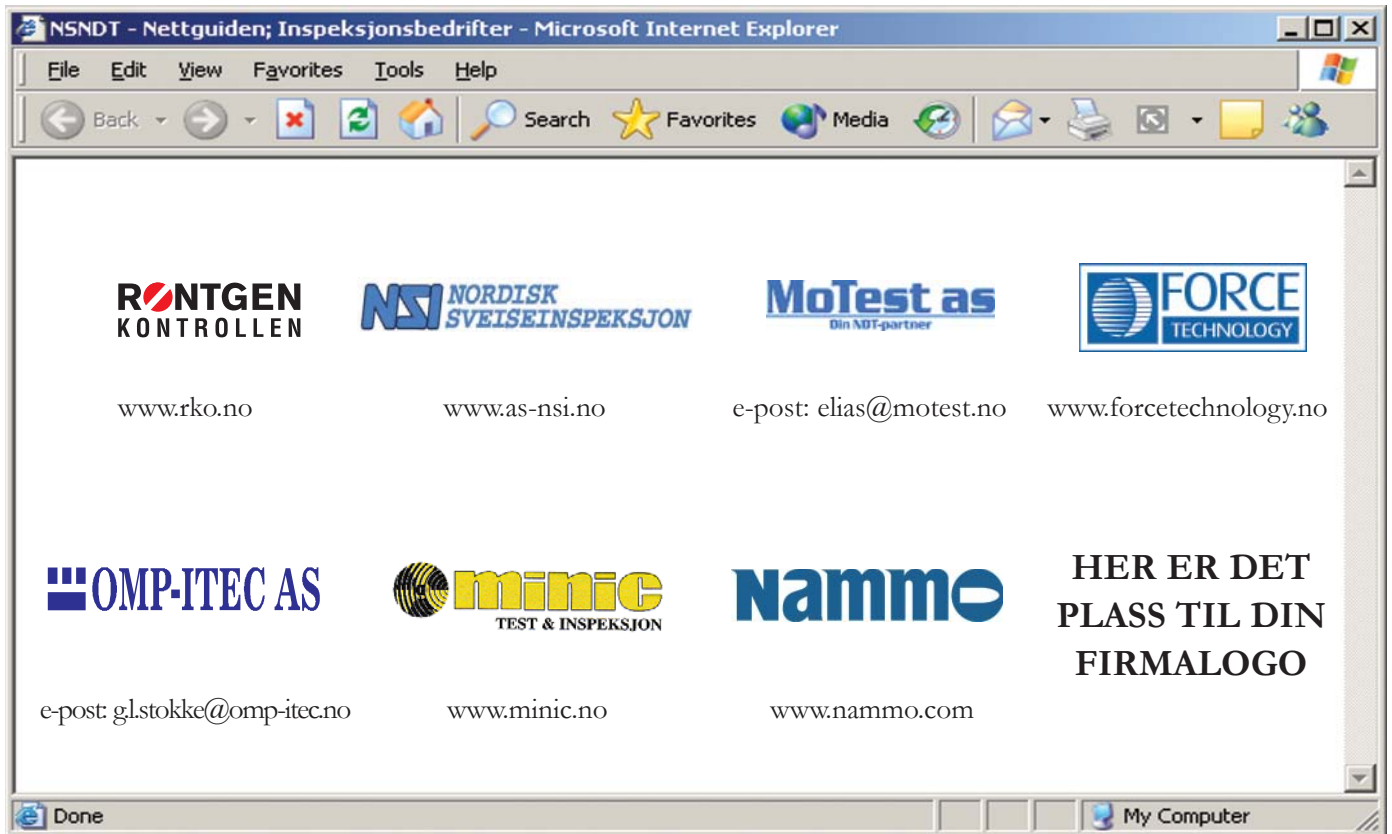 NSNDT - Nettguiden; Inspeksjonsbedrifter - Microsoft Internet Explorer
File Edit View Favorites Tools Help
Back Search Favorites Media
RØNTGEN
KONTROLLEN
NSI NORDISK
SVEISEINSPEKSJON
MoTest as
Din NDT-partner
FORCE
TECHNOLOGY
www.rko.no www.as-nsi.no e-post: elias@motest.no www.forcetechnology.no
OMP-ITEC AS
minic
TEST & INSPEKSJON
Nammo
HER ER DET
PLASS TIL DIN
FIRMALOGO
e-post: g.l.stokke@omp-itec.no www.minic.no www.nammo.com
Done My Computer